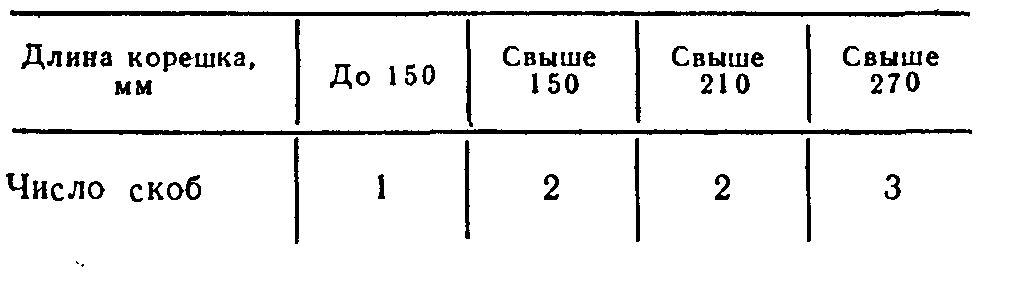 Длина корешка, мм
До 150
Свыше 150
Свыше 210
Свыше 270
Число скоб 1 2 2 3